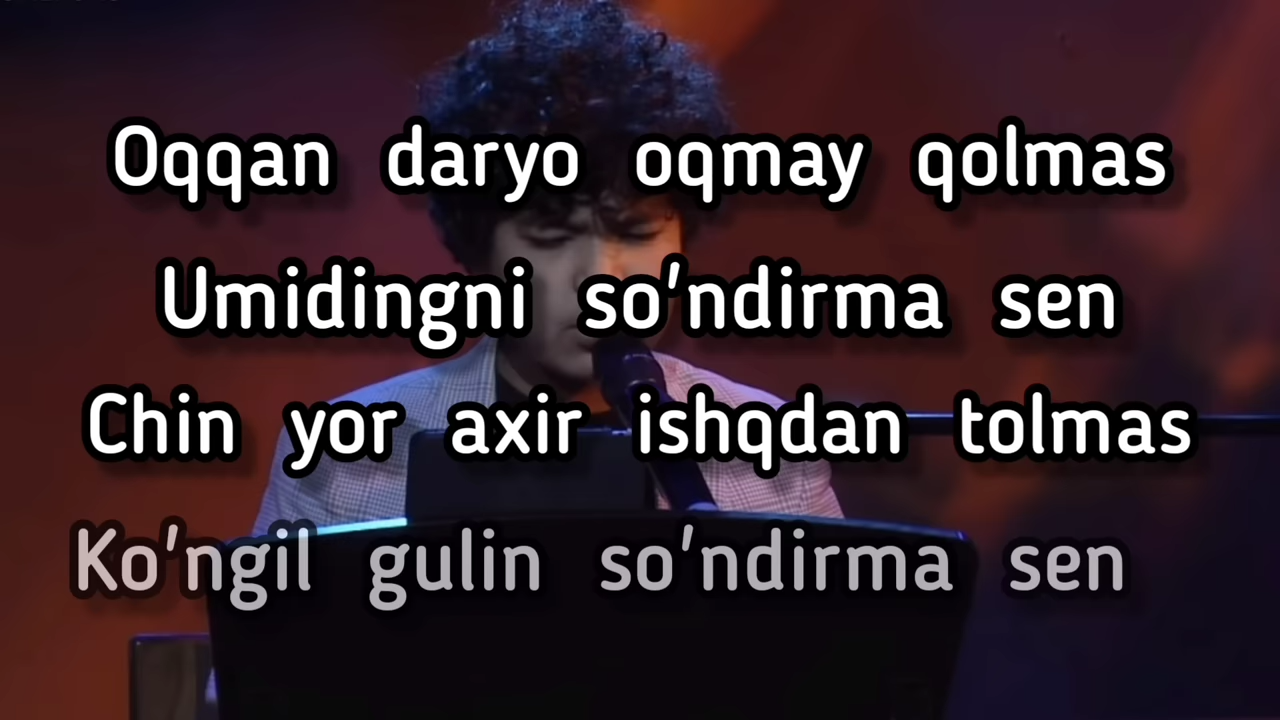 Oqqan daryo oqmay qolmas
Umidingni so'ndirma sen
Chin yor axir ishqdan tolmas
Ko'ngil gulin so'ndirma sen